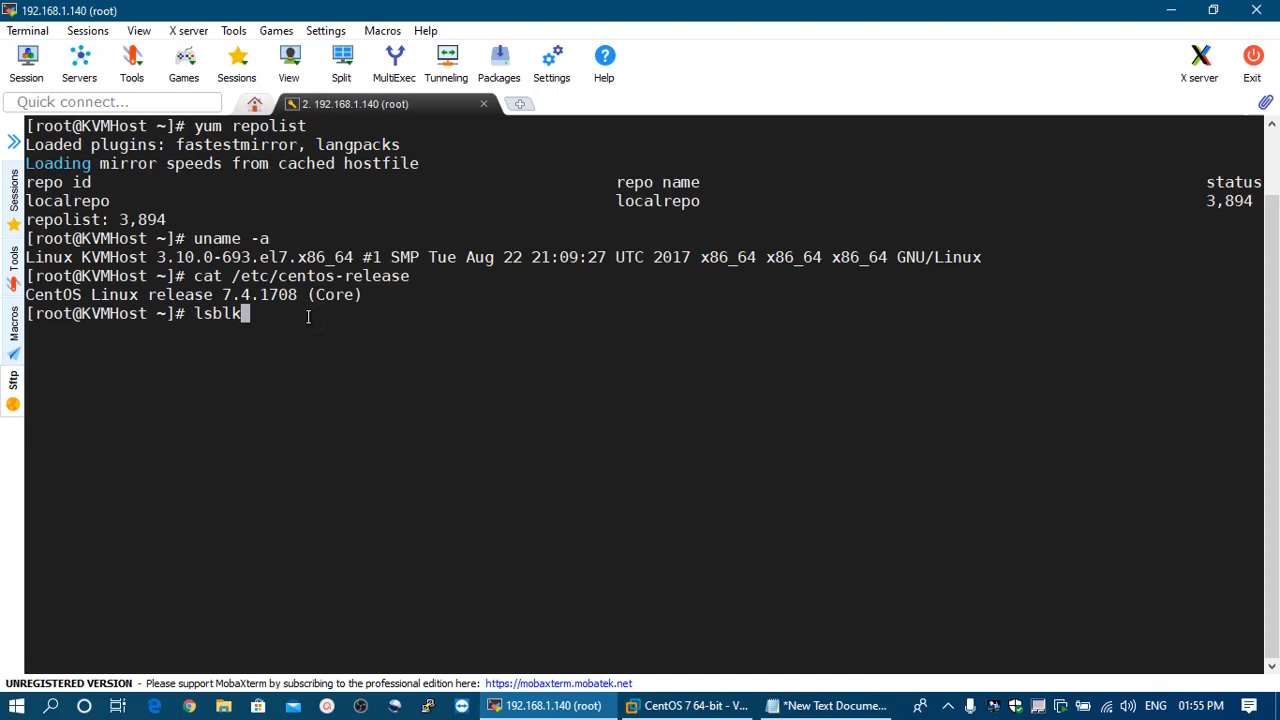 192.168.1.140 (root)
Terminal Sessions View X server Tools Games Settings Macros Help
Session Servers Tools Games Sessions View Split MultiExec Tunneling Packages Settings Help X server Exit
Quick connect... 2. 192.168.1.140 (root)
[root@KVMHost ~]# yum repolist
Loaded plugins: fastestmirror, langpacks
Loading mirror speeds from cached hostfile
repo id repo name status
localrepo localrepo 3,894
repolist: 3,894
[root@KVMHost ~]# uname -a
Linux KVMHost 3.10.0-693.el7.x86_64 #1 SMP Tue Aug 22 21:09:27 UTC 2017 x86_64 x86_64 x86_64 GNU/Linux
[root@KVMHost ~]# cat /etc/centos-release
CentOS Linux release 7.4.1708 (Core)
[root@KVMHost ~]# lsblk
Sessions
Tools
Macros
Sftp
UNREGISTERED VERSION - Please support MobaXterm by subscribing to the professional edition here: https://mobaxterm.mobatek.net
192.168.1.140 (root) CentOS 7 64-bit - V... *New Text Docume... ENG 01:55 PM